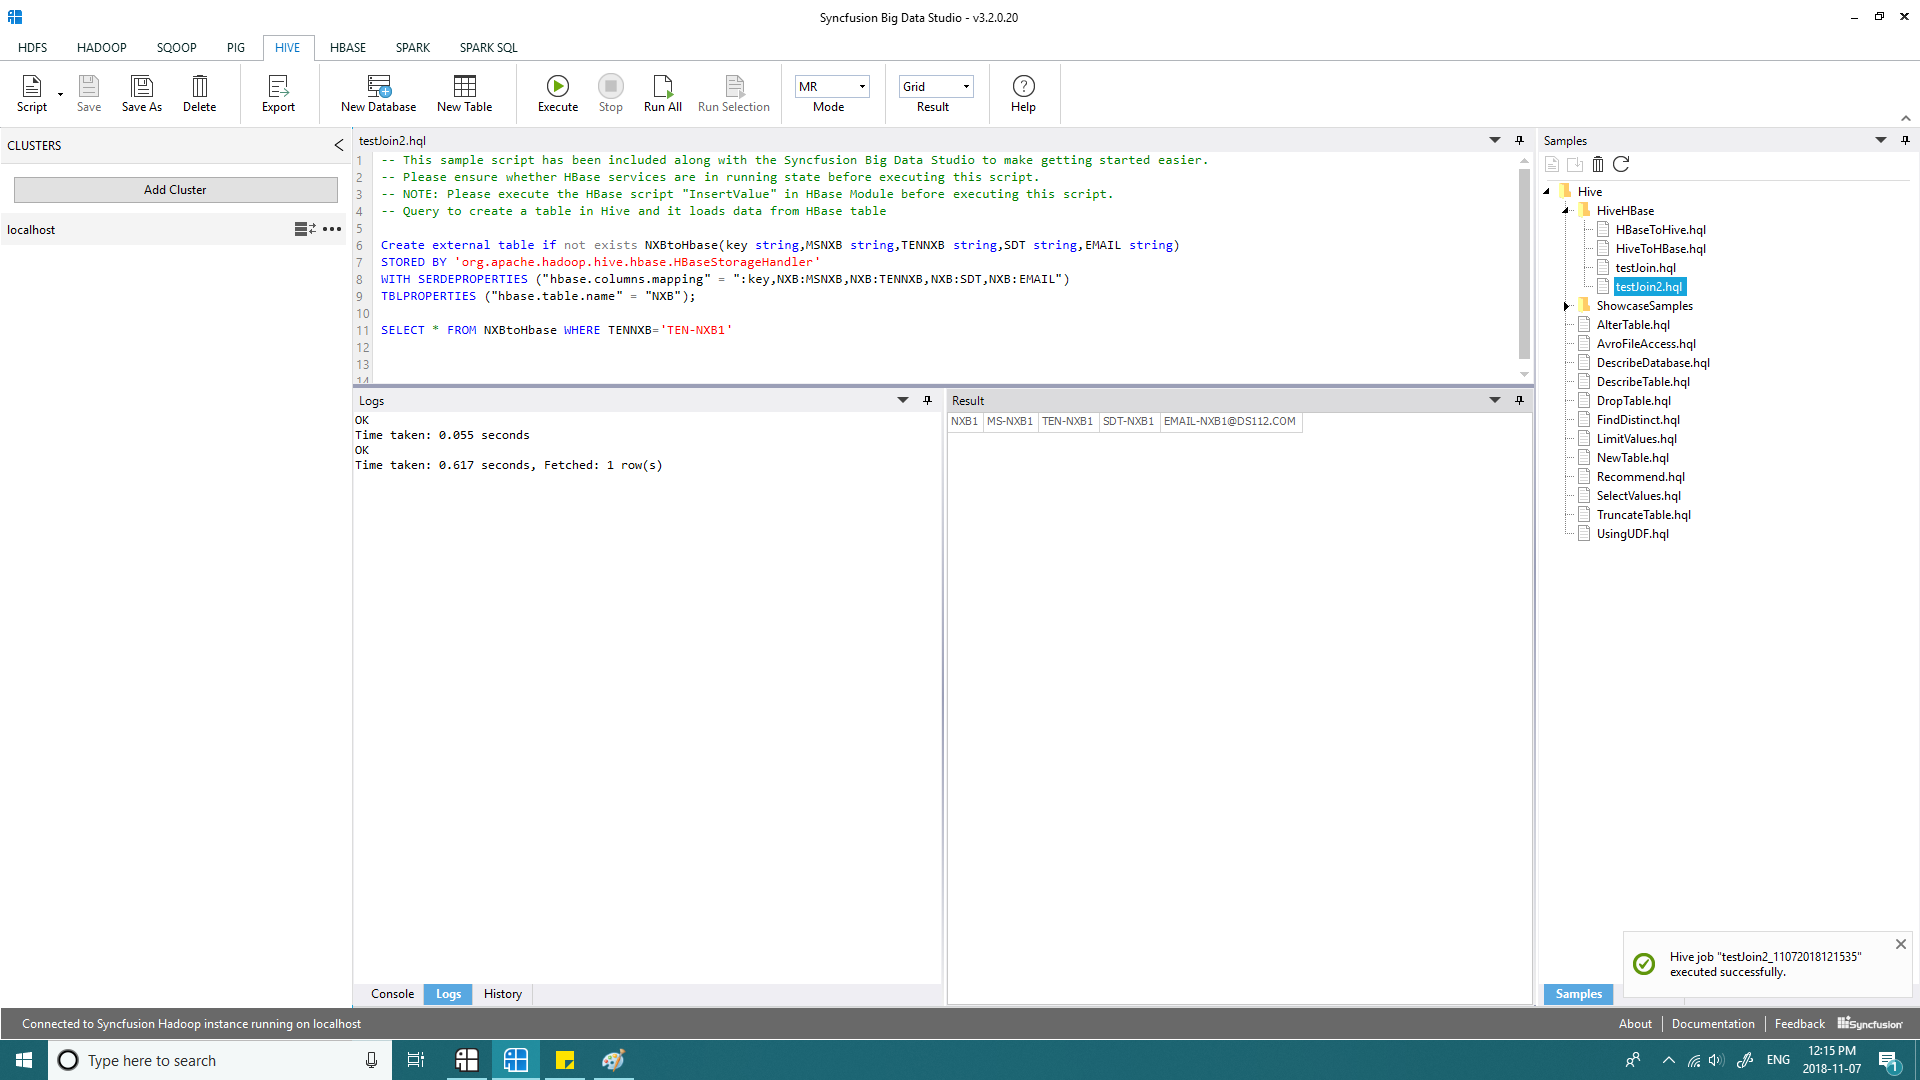 Syncfusion Big Data Studio - v3.2.0.20
HDFS HADOOP SQOOP PIG HIVE HBASE SPARK SPARK SQL
Script Save Save As Delete Export New Database New Table Execute Stop Run All Run Selection MR Mode Grid Result Help
CLUSTERS
Add Cluster
localhost
testJoin2.hql
1 -- This sample script has been included along with the Syncfusion Big Data Studio to make getting started easier.
2 -- Please ensure whether HBase services are in running state before executing this script.
3 -- NOTE: Please execute the HBase script "InsertValue" in HBase Module before executing this script.
4 -- Query to create a table in Hive and it loads data from HBase table
5
6 Create external table if not exists NXBtoHbase(key string,MSNXB string,TENNXB string,SDT string,EMAIL string)
7 STORED BY 'org.apache.hadoop.hive.hbase.HBaseStorageHandler'
8 WITH SERDEPROPERTIES ("hbase.columns.mapping" = ":key,NXB:MSNXB,NXB:TENNXB,NXB:SDT,NXB:EMAIL")
9 TBLPROPERTIES ("hbase.table.name" = "NXB");
10
11 SELECT * FROM NXBtoHbase WHERE TENNXB='TEN-NXB1'
12
13
14
Logs
OK
Time taken: 0.055 seconds
OK
Time taken: 0.617 seconds, Fetched: 1 row(s)
Console Logs History
Result
NXB1 MS-NXB1 TEN-NXB1 SDT-NXB1 EMAIL-NXB1@DS112.COM
Samples
Hive
HiveHBase
HBaseToHive.hql
HiveToHBase.hql
testJoin.hql
testJoin2.hql
ShowcaseSamples
AlterTable.hql
AvroFileAccess.hql
DescribeDatabase.hql
DescribeTable.hql
DropTable.hql
FindDistinct.hql
LimitValues.hql
NewTable.hql
Recommend.hql
SelectValues.hql
TruncateTable.hql
UsingUDF.hql
Hive job "testJoin2_11072018121535"
executed successfully.
Samples
Connected to Syncfusion Hadoop instance running on localhost
About Documentation Feedback Syncfusion
Type here to search
ENG
12:15 PM
2018-11-07
1